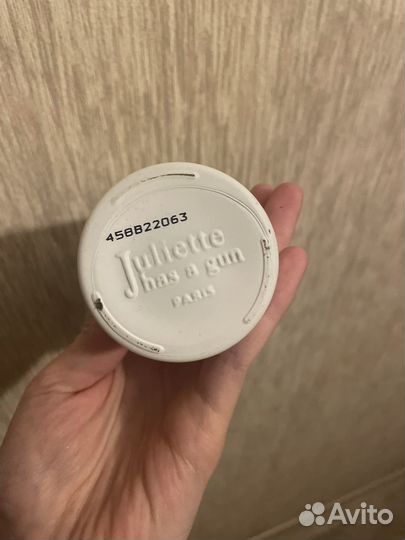 458B22063
Juliette
has a gun
PARIS
Avito